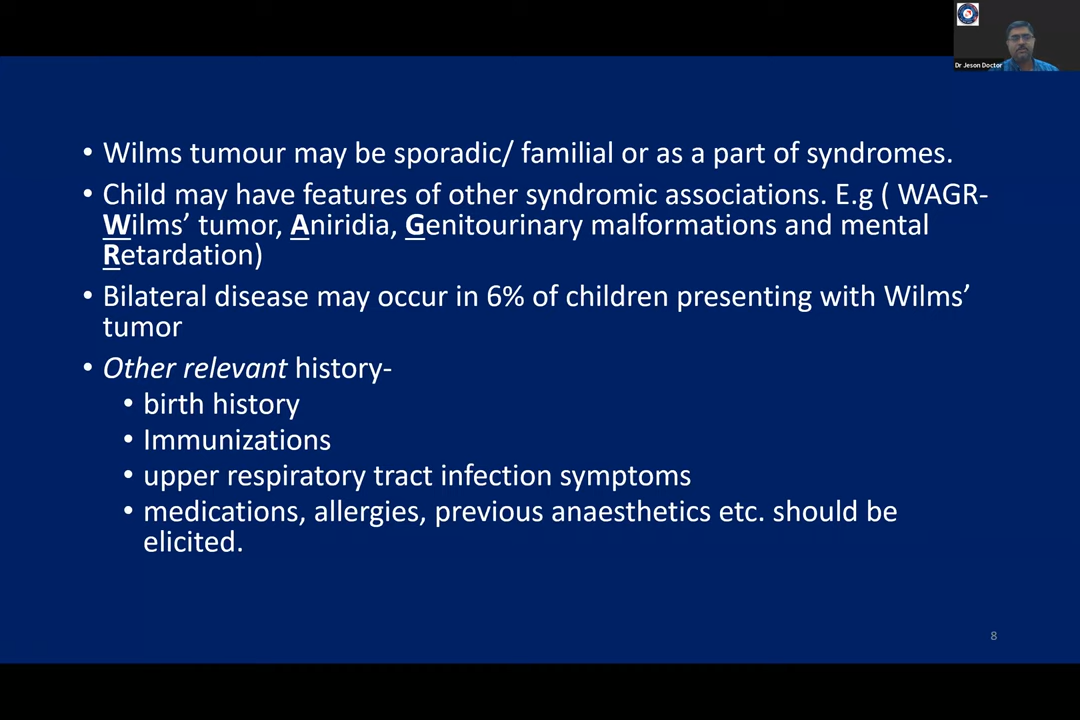 Dr Jeson Doctor
• Wilms tumour may be sporadic/ familial or as a part of syndromes.
• Child may have features of other syndromic associations. E.g ( WAGR-
Wilms’ tumor, Aniridia, Genitourinary malformations and mental
Retardation)
• Bilateral disease may occur in 6% of children presenting with Wilms’
tumor
• Other relevant history-
• birth history
• Immunizations
• upper respiratory tract infection symptoms
• medications, allergies, previous anaesthetics etc. should be
elicited.
8